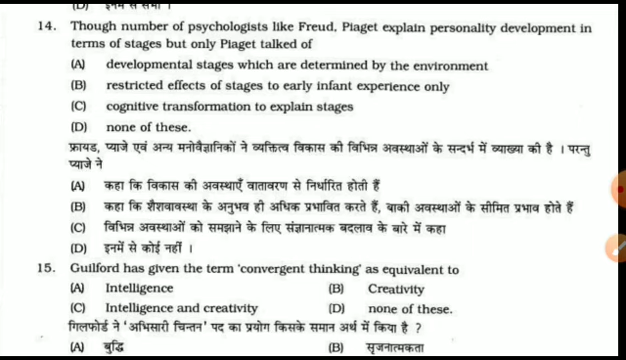 (D) इनमें से सभी ।
14. Though number of psychologists like Freud, Piaget explain personality development in
terms of stages but only Piaget talked of
(A) developmental stages which are determined by the environment
(B) restricted effects of stages to early infant experience only
(C) cognitive transformation to explain stages
(D) none of these.
फ्रायड, प्याजे एवं अन्य मनोवैज्ञानिकों ने व्यक्तित्व विकास की विभिन्न अवस्थाओं के सन्दर्भ में व्याख्या की है । परन्तु
प्याजे ने
(A) कहा कि विकास की अवस्थाएँ वातावरण से निर्धारित होती हैं
(B) कहा कि शैशवावस्था के अनुभव ही अधिक प्रभावित करते हैं, बाकी अवस्थाओं के सीमित प्रभाव होते हैं
(C) विभिन्न अवस्थाओं को समझाने के लिए संज्ञानात्मक बदलाव के बारे में कहा
(D) इनमें से कोई नहीं ।
15. Guilford has given the term 'convergent thinking' as equivalent to
(A) Intelligence (B) Creativity
(C) Intelligence and creativity (D) none of these.
गिलफोर्ड ने 'अभिसारी चिन्तन' पद का प्रयोग किसके समान अर्थ में किया है ?
(A) बुद्धि (B) सृजनात्मकता